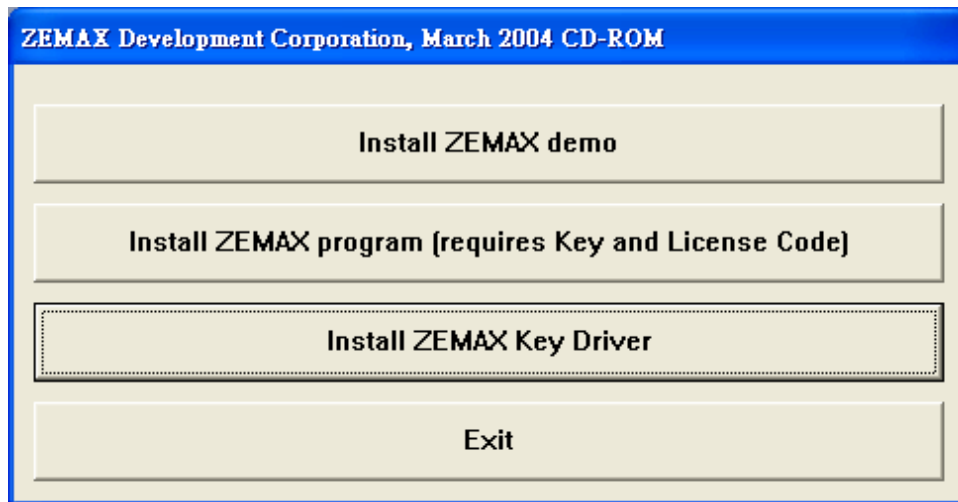 ZEMAX Development Corporation, March 2004 CD-ROM
Install ZEMAX demo
Install ZEMAX program (requires Key and License Code)
Install ZEMAX Key Driver
Exit